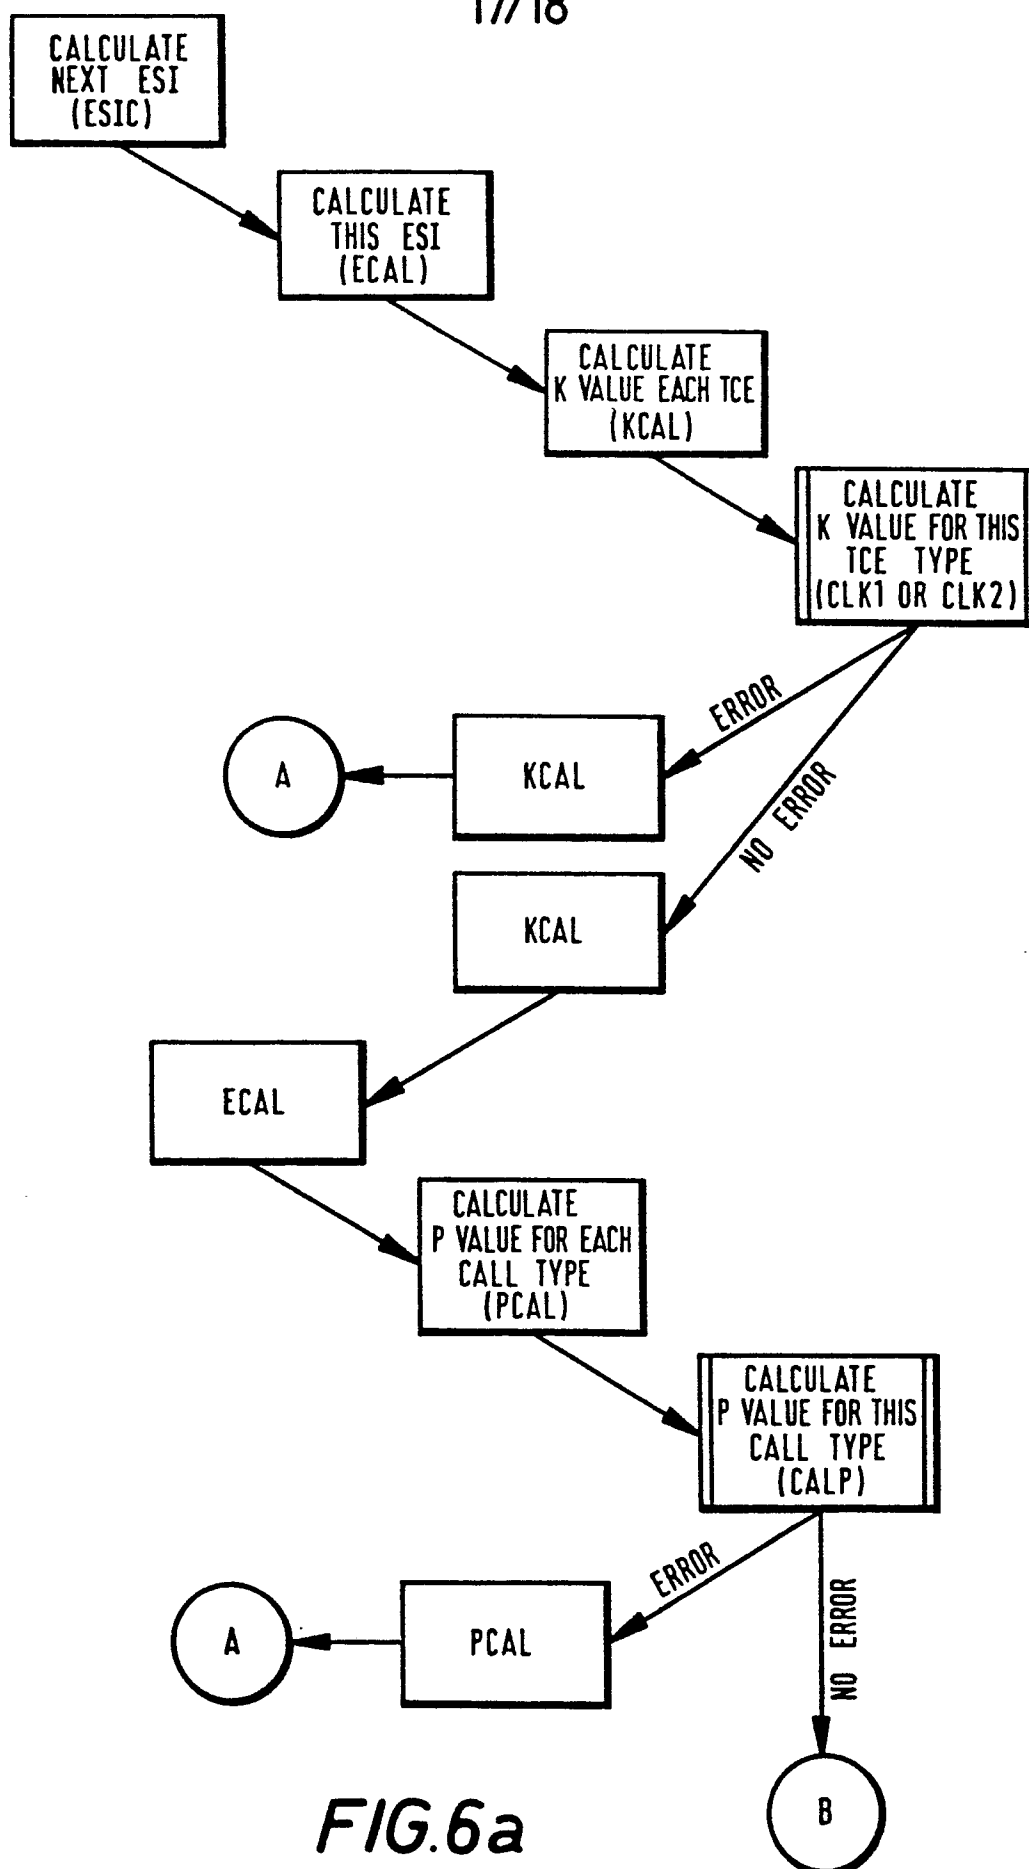 17/18
CALCULATE
NEXT ESI
(ESIC)
CALCULATE
THIS ESI
(ECAL)
CALCULATE
K VALUE EACH TCE
(KCAL)
CALCULATE
K VALUE FOR THIS
TCE TYPE
(CLK1 OR CLK2)
ERROR
A
KCAL
NO ERROR
KCAL
ECAL
CALCULATE
P VALUE FOR EACH
CALL TYPE
(PCAL)
CALCULATE
P VALUE FOR THIS
CALL TYPE
(CALP)
ERROR
NO ERROR
A
PCAL
B
FIG.6a